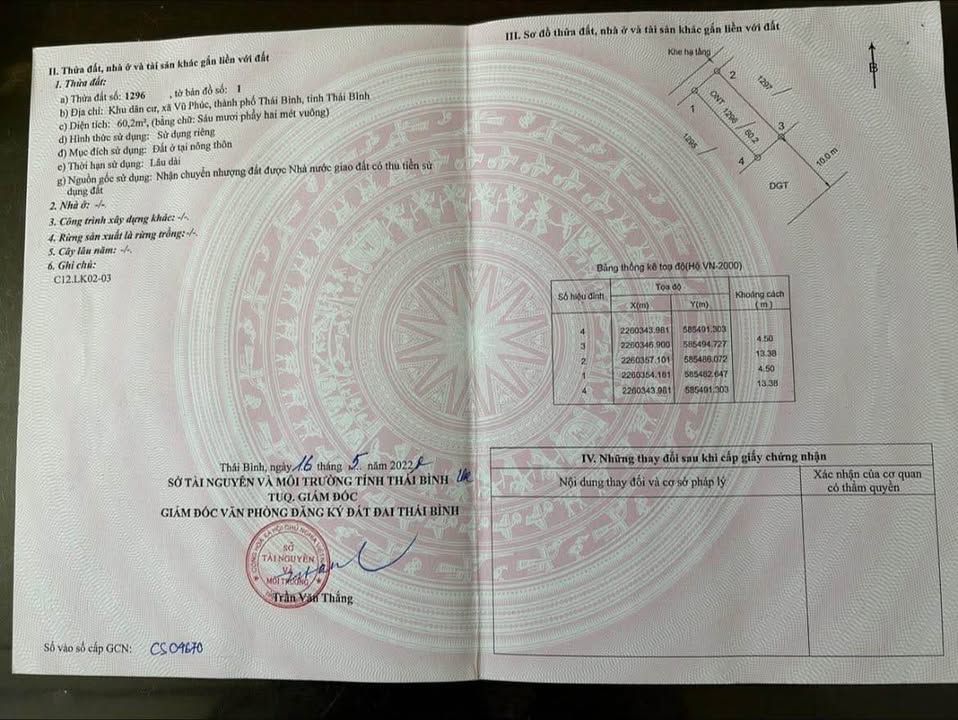 II. Thửa đất, nhà ở và tài sản khác gắn liền với đất
1. Thửa đất:
a) Thửa đất số: 1296 , tờ bản đồ số: 1
b) Địa chỉ: Khu dân cư, xã Vũ Phúc, thành phố Thái Bình, tỉnh Thái Bình
c) Diện tích: 60,2m², (bằng chữ: Sáu mươi phẩy hai mét vuông)
d) Hình thức sử dụng: Sử dụng riêng
đ) Mục đích sử dụng: Đất ở tại nông thôn
e) Thời hạn sử dụng: Lâu dài
g) Nguồn gốc sử dụng: Nhận chuyển nhượng đất được Nhà nước giao đất có thu tiền sử
dụng đất
2. Nhà ở: -/-
3. Công trình xây dựng khác: -/-.
4. Rừng sản xuất là rừng trồng:-/-.
5. Cây lâu năm: -/-.
6. Ghi chú:
C12.LK02-03
Thái Bình, ngày 16 tháng 5 năm 2022
SỞ TÀI NGUYÊN VÀ MÔI TRƯỜNG TỈNH THÁI BÌNH
TUQ. GIÁM ĐỐC
GIÁM ĐỐC VĂN PHÒNG ĐĂNG KÝ ĐẤT ĐAI THÁI BÌNH
SỞ
TÀI NGUYÊN
VÀ
MÔI TRƯỜNG
Trần Văn Thắng
Số vào sổ cấp GCN: CS 09670
III. Sơ đồ thửa đất, nhà ở và tài sản khác gắn liền với đất
Khe hạ tầng
B
2
1297
1
ONT 1296 / 60.2
3
1295
4
10.0 m
DGT
Bảng thống kê toạ độ(Hệ VN-2000)
Số hiệu đỉnh Tọa độ Khoảng cách
X(m) Y(m) ( m )
4 2260343.981 585491.303
4.50
3 2260346.900 585494.727
13.38
2 2260357.101 585486.072
4.50
1 2260354.181 585482.647
13.38
4 2260343.981 585491.303
IV. Những thay đổi sau khi cấp giấy chứng nhận
Nội dung thay đổi và cơ sở pháp lý
Xác nhận của cơ quan
có thẩm quyền